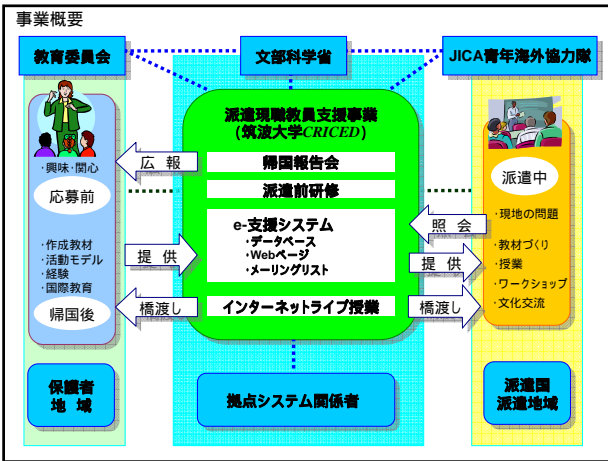 事業概要
教育委員会
文部科学省
JICA青年海外協力隊
派遣現職教員支援事業
(筑波大学CRICED)
広 報
帰国報告会
派遣前研修
・興味・関心
応募前
派遣中
照 会
・現地の問題
e-支援システム
・データベース
・Webページ
・メーリングリスト
・作成教材
・活動モデル
・経験
・国際教育
提 供
提 供
・教材づくり
・授業
・ワークショップ
・文化交流
帰国後
橋渡し
インターネットライブ授業
橋渡し
保護者
地 域
拠点システム関係者
派遣国
派遣地域